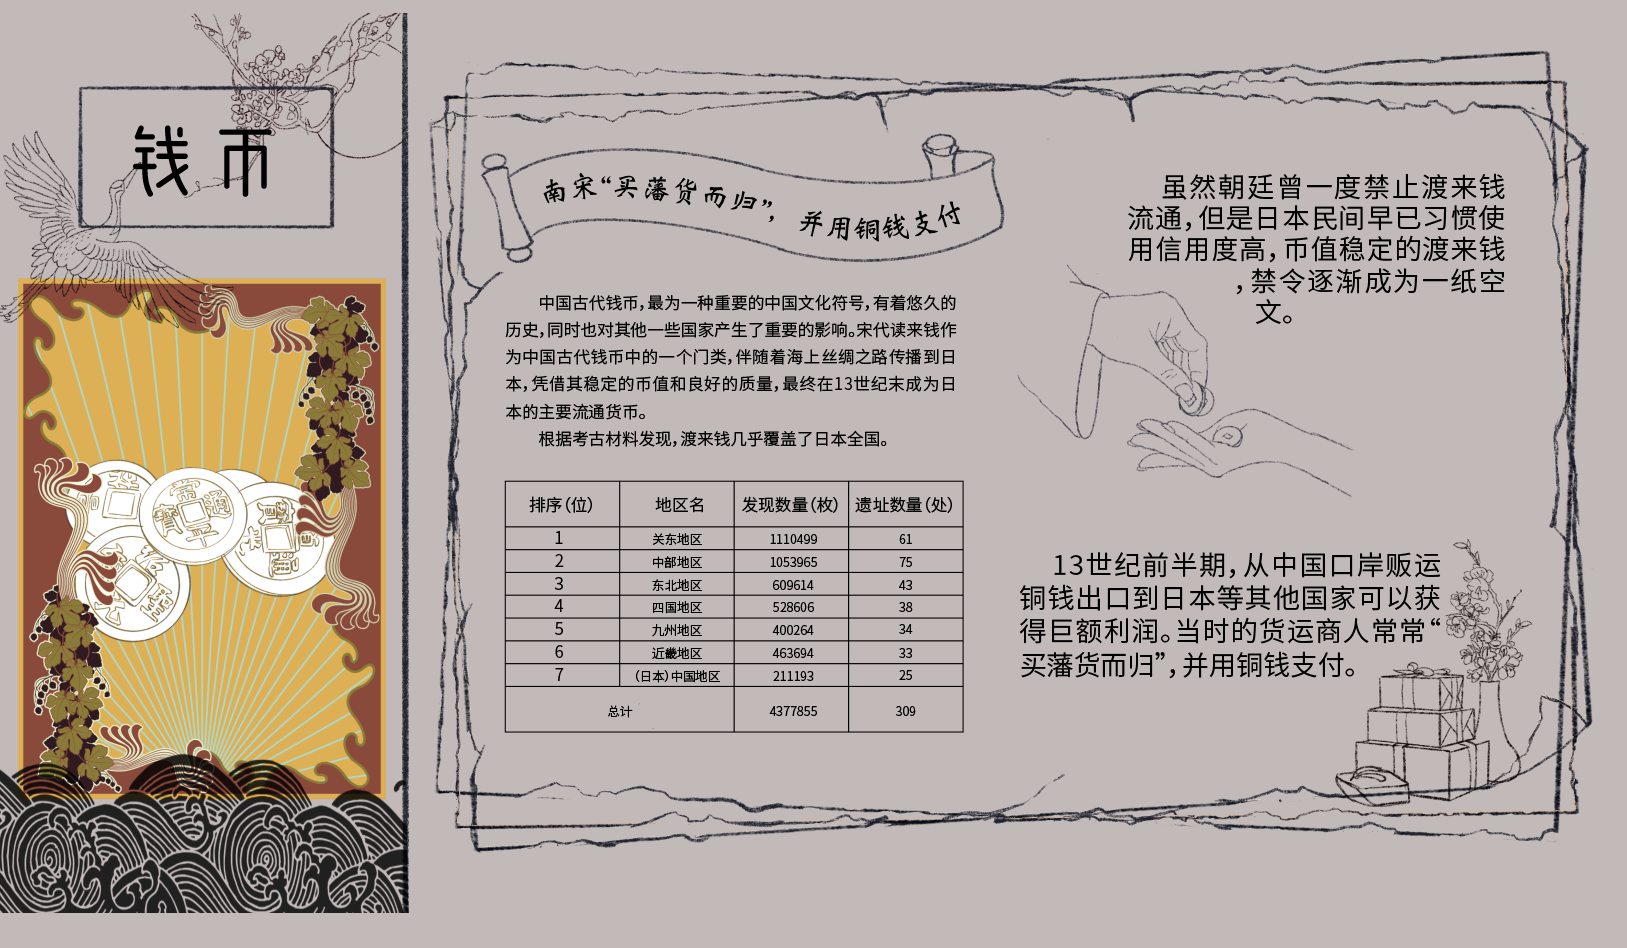 钱币
南宋“买藩货而归”，并用铜钱支付
中国古代钱币，最为一种重要的中国文化符号，有着悠久的
历史，同时也对其他一些国家产生了重要的影响。宋代读来钱作
为中国古代钱币中的一个门类，伴随着海上丝绸之路传播到日
本，凭借其稳定的币值和良好的质量，最终在13世纪末成为日
本的主要流通货币。
根据考古材料发现，渡来钱几乎覆盖了日本全国。
排序（位） 地区名 发现数量（枚） 遗址数量（处）
1 关东地区 1110499 61
2 中部地区 1053965 75
3 东北地区 609614 43
4 四国地区 528606 38
5 九州地区 400264 34
6 近畿地区 463694 33
7 （日本）中国地区 211193 25
总计 4377855 309
虽然朝廷曾一度禁止渡来钱
流通，但是日本民间早已习惯使
用信用度高，币值稳定的渡来钱
，禁令逐渐成为一纸空
文。
13世纪前半期，从中国口岸贩运
铜钱出口到日本等其他国家可以获
得巨额利润。当时的货运商人常常“
买藩货而归”，并用铜钱支付。